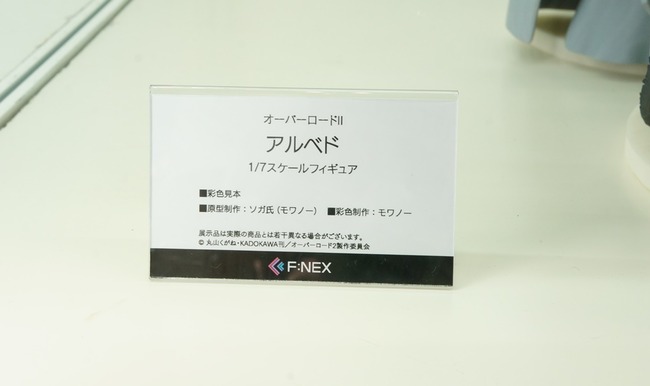 オーバーロードII
アルベド
1/7スケールフィギュア
■彩色見本
■原型制作：ソガ氏（モワノー） ■彩色制作：モワノー
展示品は実際の商品とは若干異なる場合がございます。
© 丸山くがね・KADOKAWA刊／オーバーロード2製作委員会
F:NEX